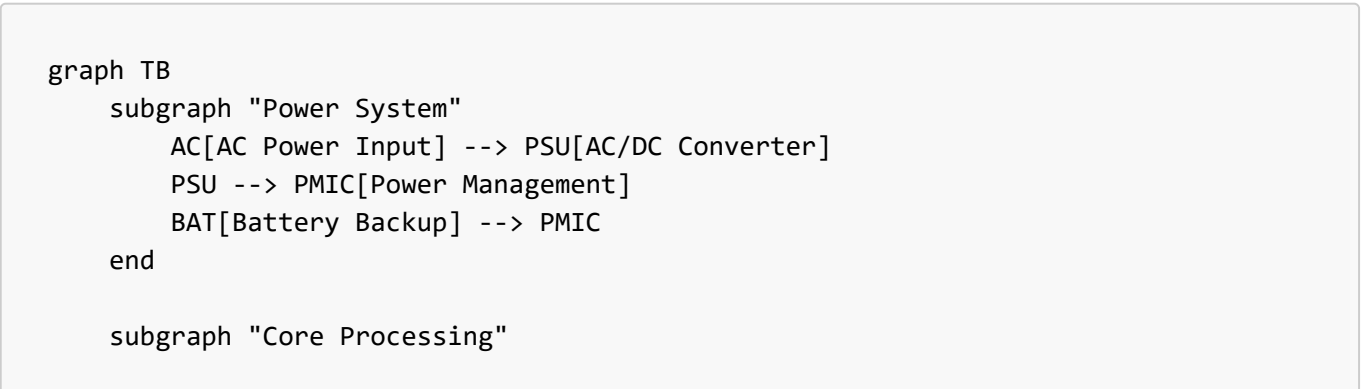 graph TB
    subgraph "Power System"
        AC[AC Power Input] --> PSU[AC/DC Converter]
        PSU --> PMIC[Power Management]
        BAT[Battery Backup] --> PMIC
    end

    subgraph "Core Processing"